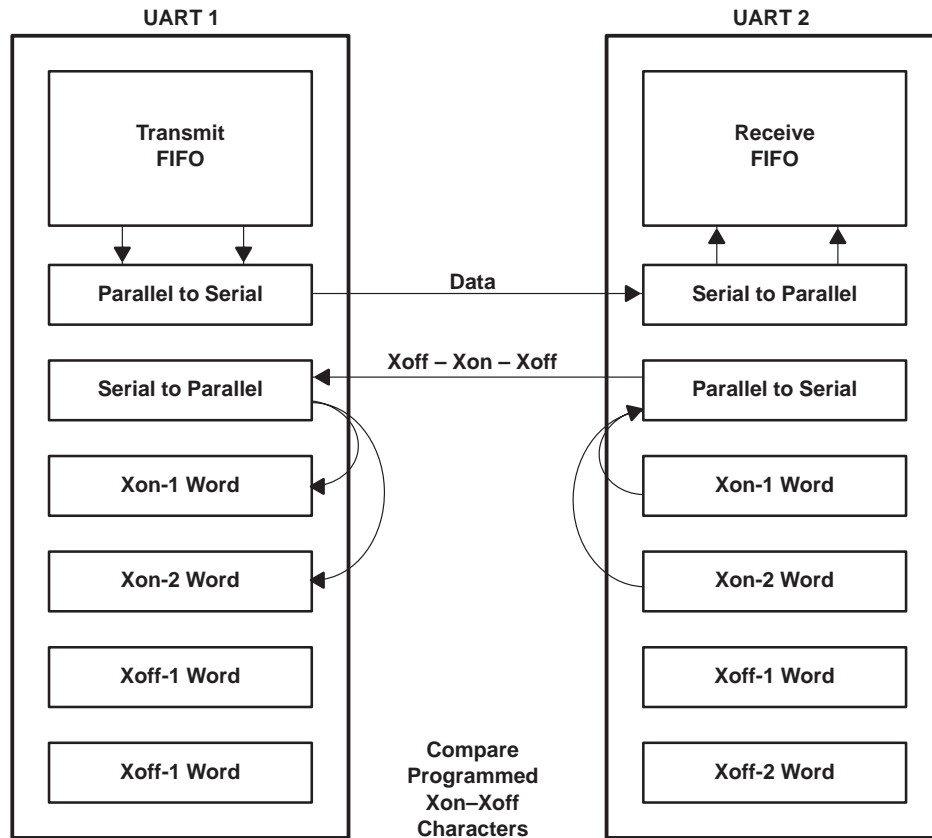 UART 1
UART 2
Transmit
FIFO
Receive
FIFO
Parallel to Serial
Data
Serial to Parallel
Serial to Parallel
Xoff – Xon – Xoff
Parallel to Serial
Xon-1 Word
Xon-1 Word
Xon-2 Word
Xon-2 Word
Xoff-1 Word
Xoff-1 Word
Xoff-1 Word
Compare
Programmed
Xon–Xoff
Characters
Xoff-2 Word